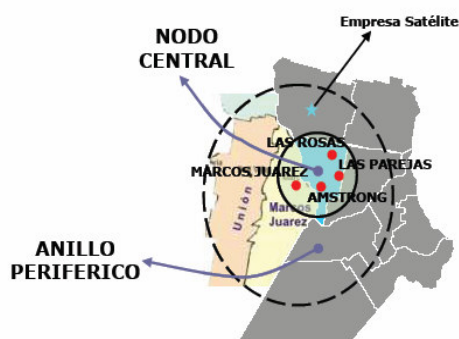 Empresa Satélite
NODO
CENTRAL
LAS ROSAS
MARCOS JUAREZ
LAS PAREJAS
AMSTRONG
Unión
Marcos
Juarez
ANILLO
PERIFERICO